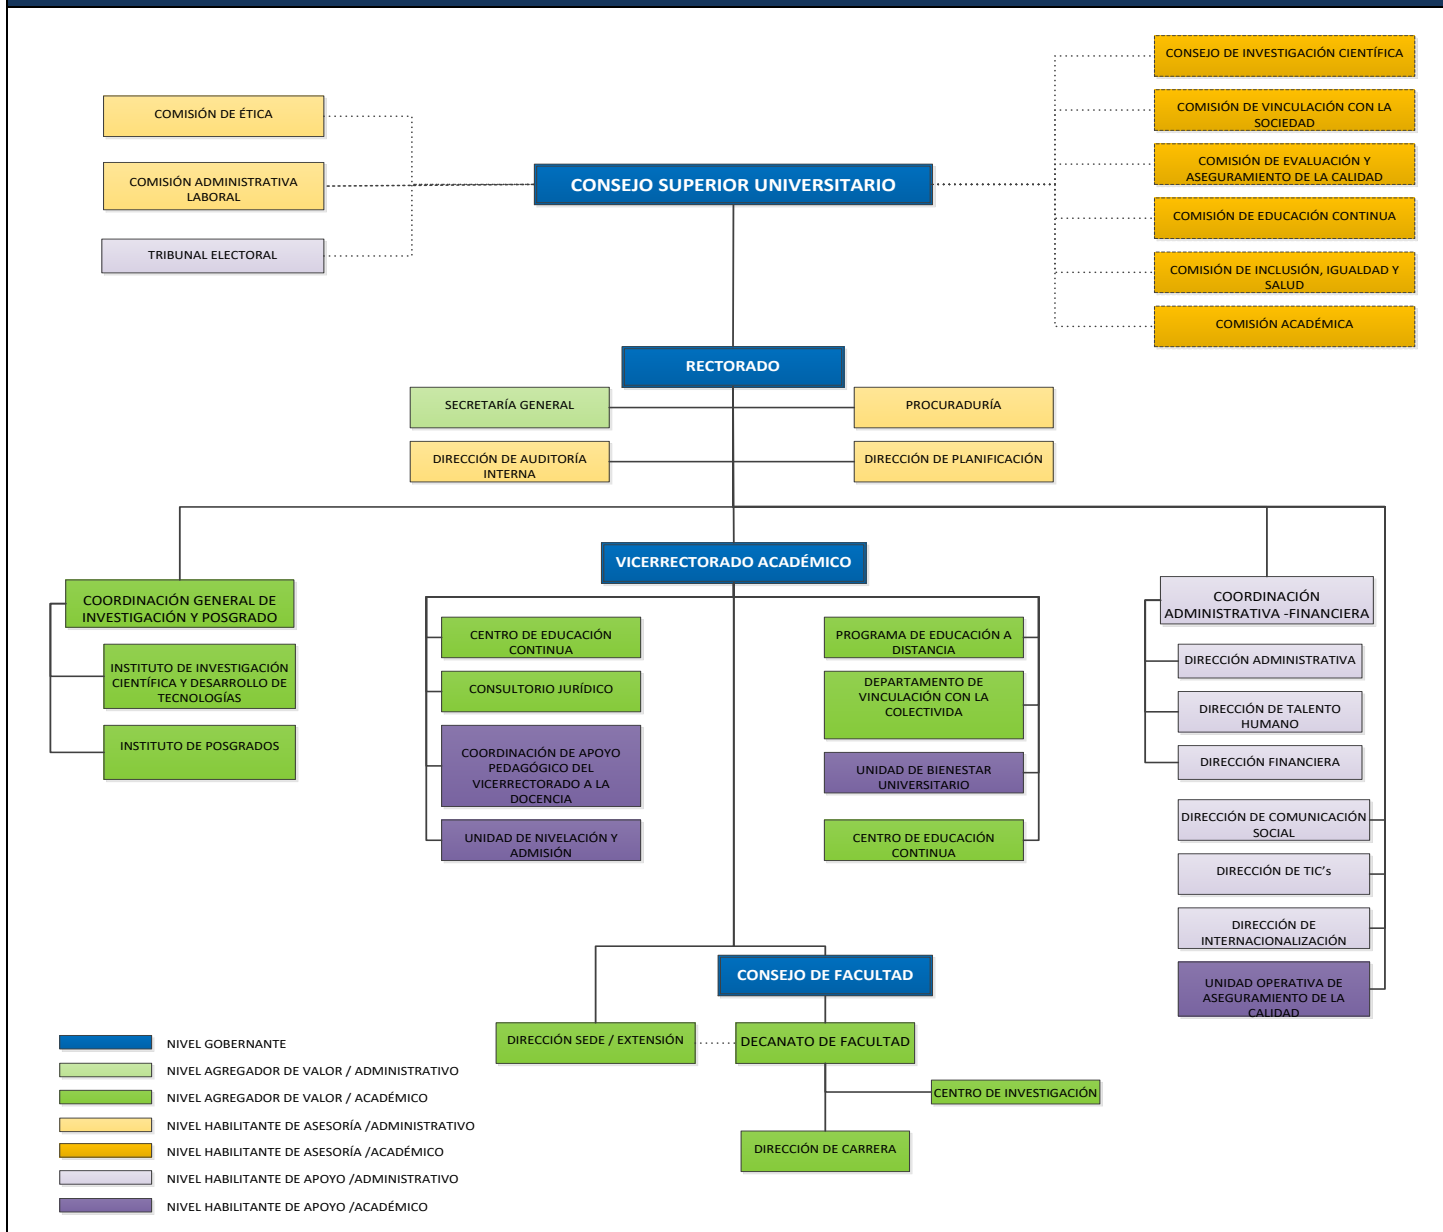 CONSEJO DE INVESTIGACIÓN CIENTÍFICA
COMISIÓN DE VINCULACIÓN CON LA
SOCIEDAD
COMISIÓN DE EVALUACIÓN Y
ASEGURAMIENTO DE LA CALIDAD
COMISIÓN DE EDUCACIÓN CONTINUA
COMISIÓN DE INCLUSIÓN, IGUALDAD Y
SALUD
COMISIÓN ACADÉMICA
COMISIÓN DE ÉTICA
COMISIÓN ADMINISTRATIVA
LABORAL
TRIBUNAL ELECTORAL
CONSEJO SUPERIOR UNIVERSITARIO
RECTORADO
SECRETARÍA GENERAL
PROCURADURÍA
DIRECCIÓN DE AUDITORÍA
INTERNA
DIRECCIÓN DE PLANIFICACIÓN
VICERRECTORADO ACADÉMICO
COORDINACIÓN GENERAL DE
INVESTIGACIÓN Y POSGRADO
INSTITUTO DE INVESTIGACIÓN
CIENTÍFICA Y DESARROLLO DE
TECNOLOGÍAS
INSTITUTO DE POSGRADOS
CENTRO DE EDUCACIÓN
CONTINUA
CONSULTORIO JURÍDICO
COORDINACIÓN DE APOYO
PEDAGÓGICO DEL
VICERRECTORADO A LA
DOCENCIA
UNIDAD DE NIVELACIÓN Y
ADMISIÓN
PROGRAMA DE EDUCACIÓN A
DISTANCIA
DEPARTAMENTO DE
VINCULACIÓN CON LA
COLECTIVIDA
UNIDAD DE BIENESTAR
UNIVERSITARIO
CENTRO DE EDUCACIÓN
CONTINUA
COORDINACIÓN
ADMINISTRATIVA -FINANCIERA
DIRECCIÓN ADMINISTRATIVA
DIRECCIÓN DE TALENTO
HUMANO
DIRECCIÓN FINANCIERA
DIRECCIÓN DE COMUNICACIÓN
SOCIAL
DIRECCIÓN DE TIC's
DIRECCIÓN DE
INTERNACIONALIZACIÓN
UNIDAD OPERATIVA DE
ASEGURAMIENTO DE LA
CALIDAD
CONSEJO DE FACULTAD
DIRECCIÓN SEDE / EXTENSIÓN
DECANATO DE FACULTAD
CENTRO DE INVESTIGACIÓN
DIRECCIÓN DE CARRERA
NIVEL GOBERNANTE
NIVEL AGREGADOR DE VALOR / ADMINISTRATIVO
NIVEL AGREGADOR DE VALOR / ACADÉMICO
NIVEL HABILITANTE DE ASESORÍA /ADMINISTRATIVO
NIVEL HABILITANTE DE ASESORÍA /ACADÉMICO
NIVEL HABILITANTE DE APOYO /ADMINISTRATIVO
NIVEL HABILITANTE DE APOYO /ACADÉMICO